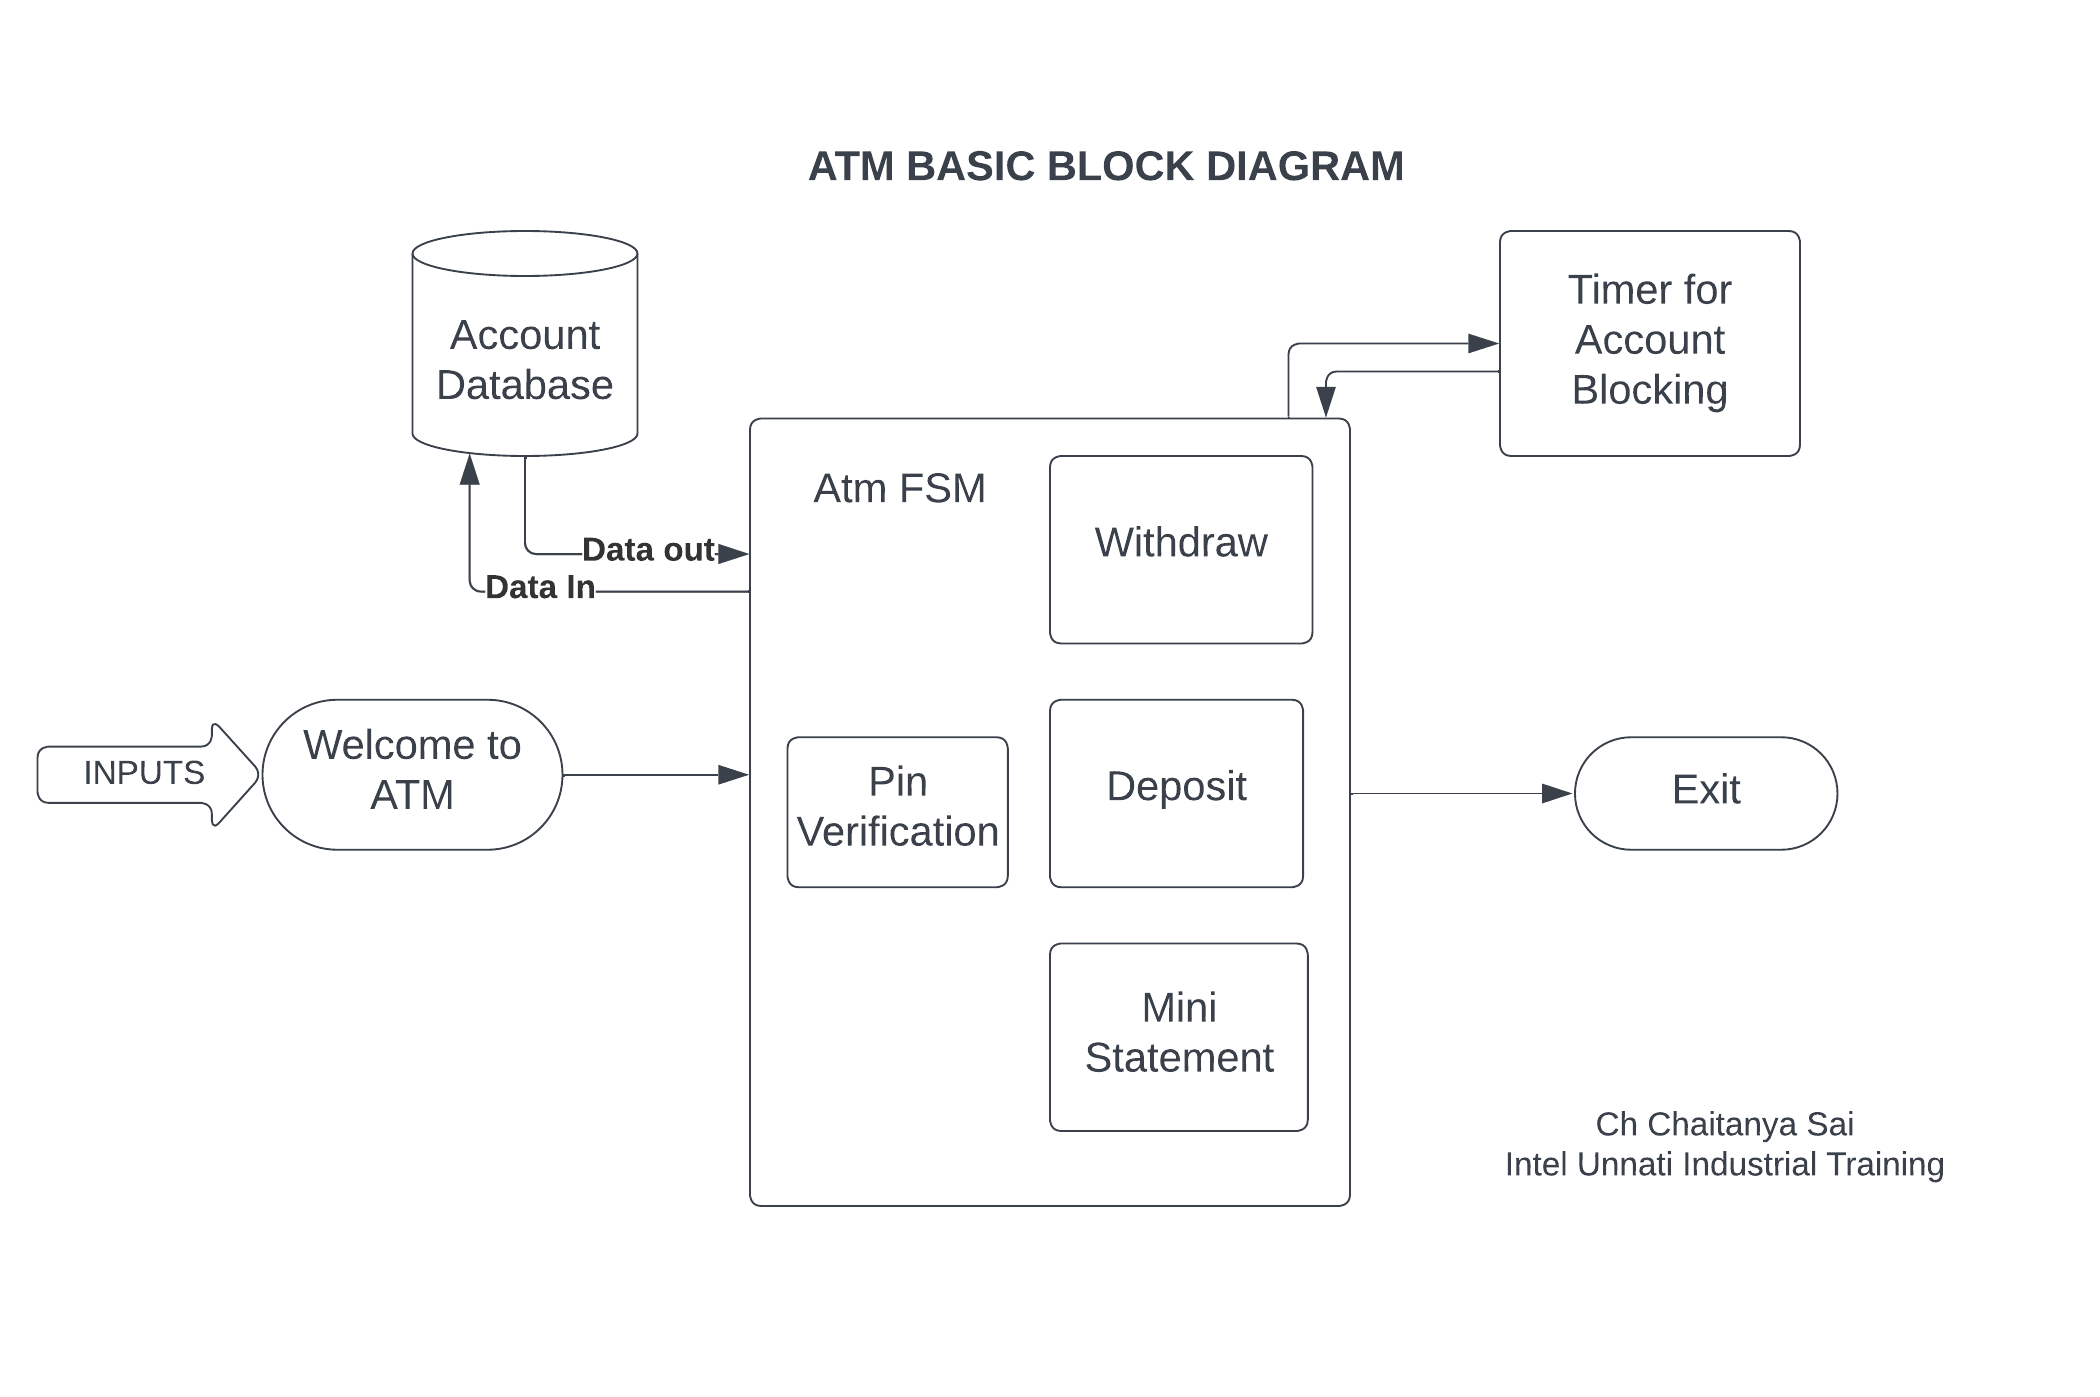 ATM BASIC BLOCK DIAGRAM
Account
Database
Timer for
Account
Blocking
Atm FSM
Withdraw
Data out
Data In
INPUTS
Welcome to
ATM
Pin
Verification
Deposit
Exit
Mini
Statement
Ch Chaitanya Sai
Intel Unnati Industrial Training